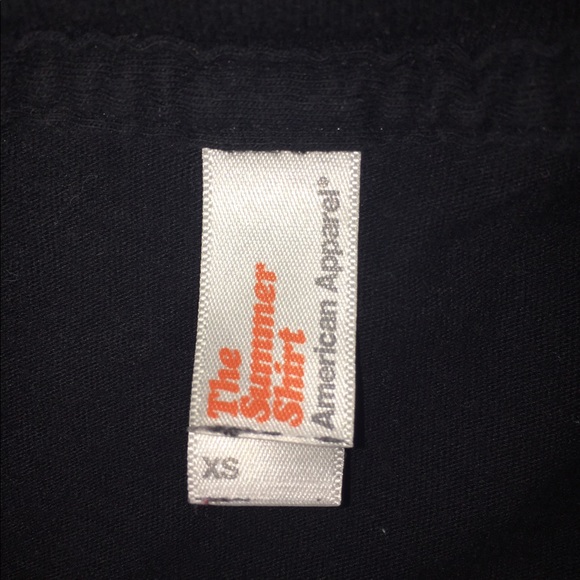 The
Summer
Shirt
American Apparel®
XS